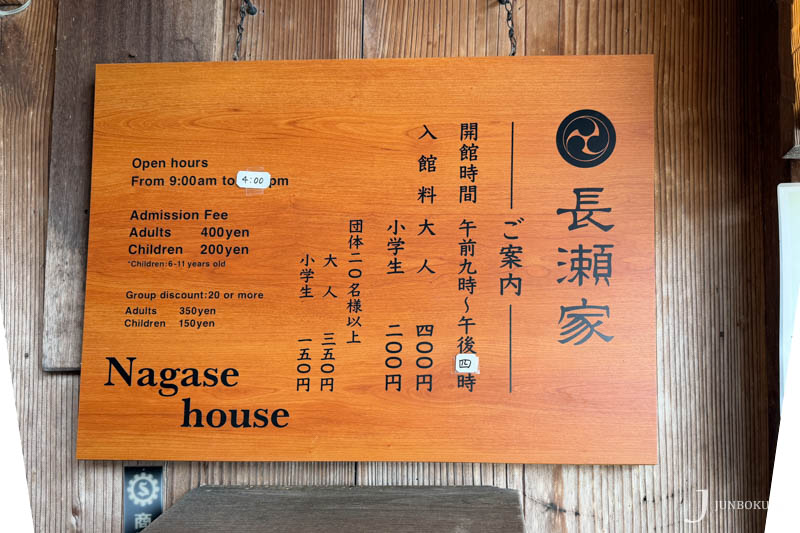 長瀬家
ご案内
開館時間 午前九時～午後四時
入館料 大人 四〇〇円
小学生 二〇〇円
団体二〇名様以上
大人 三五〇円
小学生 一五〇円
Open hours
From 9:00am to 4:00 pm
Admission Fee
Adults 400yen
Children 200yen
*Children:6-11 years old
Group discount:20 or more
Adults 350yen
Children 150yen
Nagase
house
商
JUNBOKU